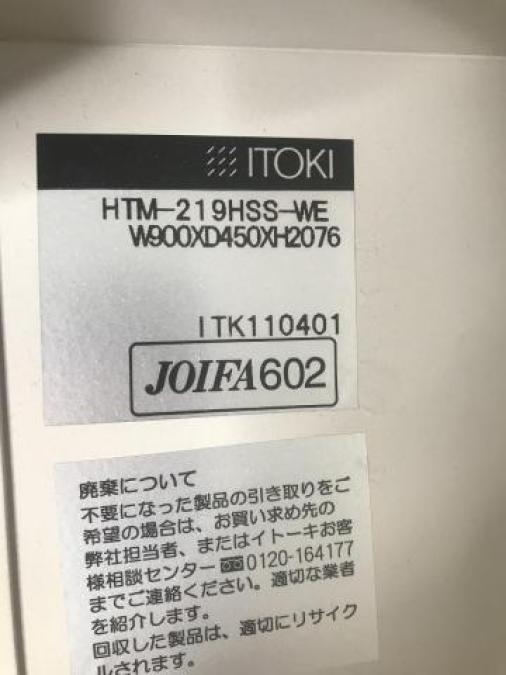 ITOKI
HTM-219HSS-WE
W900XD450XH2076
ITK110401
JOIFA602
廃棄について
不要になった製品の引き取りをご
希望の場合は、お買い求め先の
弊社担当者、またはイトーキお客
様相談センター 0120-164177
までご連絡ください。適切な業者
を紹介します。
回収した製品は、適切にリサイク
ルされます。